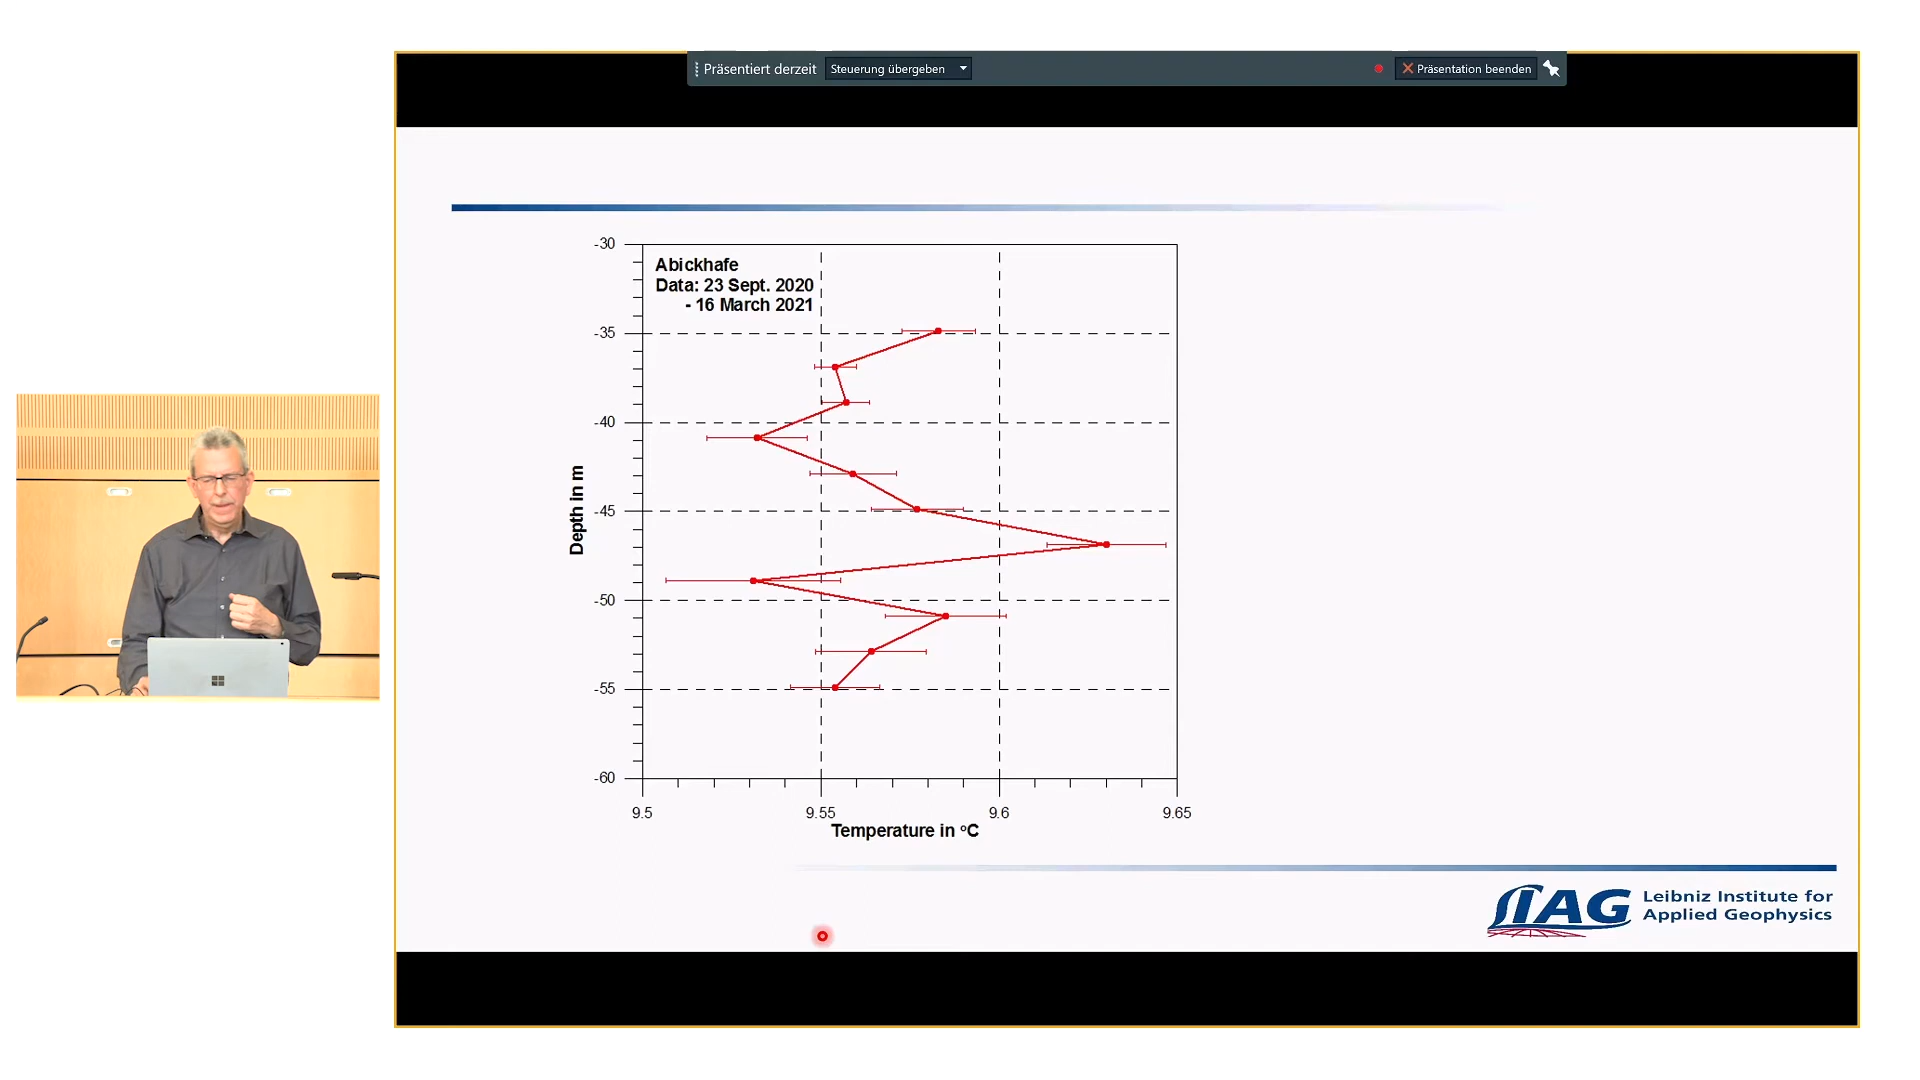 Präsentiert derzeit
Steuerung übergeben
Präsentation beenden
-30
-35
-40
-45
-50
-55
-60
Depth in m
Abickhafe
Data: 23 Sept. 2020
- 16 March 2021
9.5
9.55
9.6
9.65
Temperature in °C
LIAG
Leibniz Institute for
Applied Geophysics